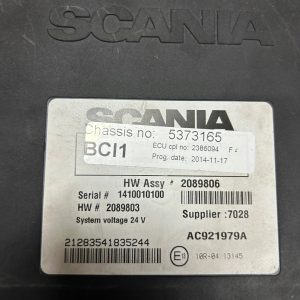 SCANIA
SCANIA
Chassis no: 5373165
BCI1
ECU cpl no: 2386094 F
Prog. date: 2014-11-17
HW Assy # 2089806
Serial # 1410010100
HW # 2089803
Supplier :7028
System voltage 24 V
21283541835244
AC921979A
E
10R-04 13145